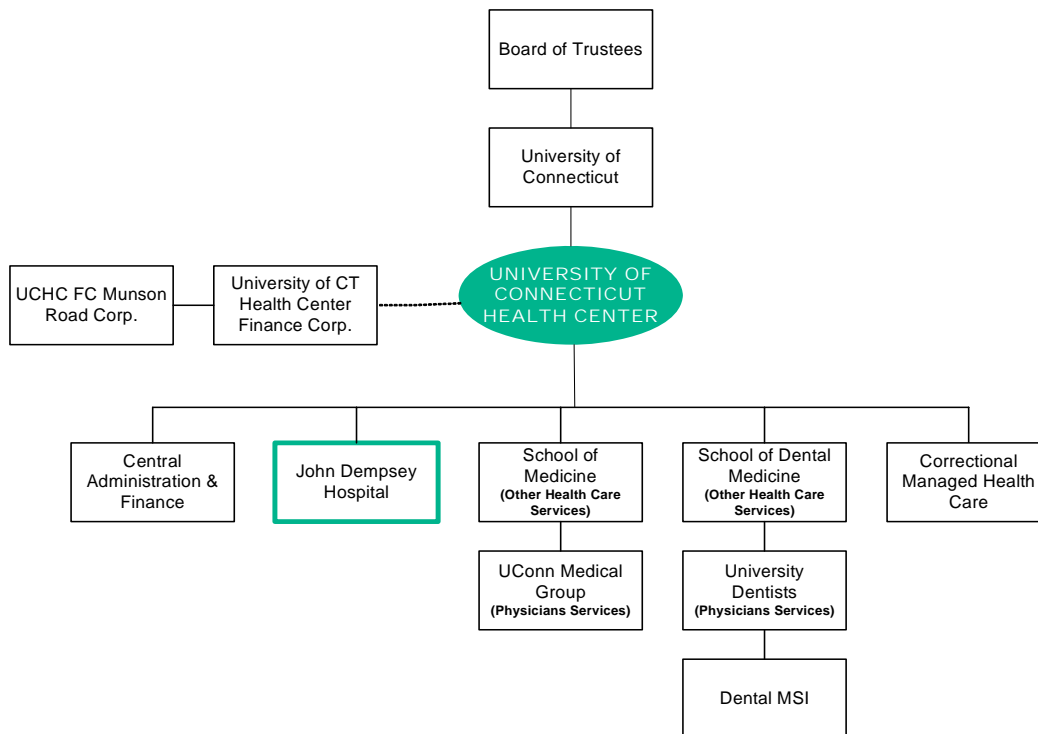 Board of Trustees
University of
Connecticut
UNIVERSITY OF
CONNECTICUT
HEALTH CENTER
UCHC FC Munson
Road Corp.
University of CT
Health Center
Finance Corp.
Central
Administration &
Finance
John Dempsey
Hospital
School of
Medicine
(Other Health Care
Services)
School of Dental
Medicine
(Other Health Care
Services)
Correctional
Managed Health
Care
UConn Medical
Group
(Physicians Services)
University
Dentists
(Physicians Services)
Dental MSI